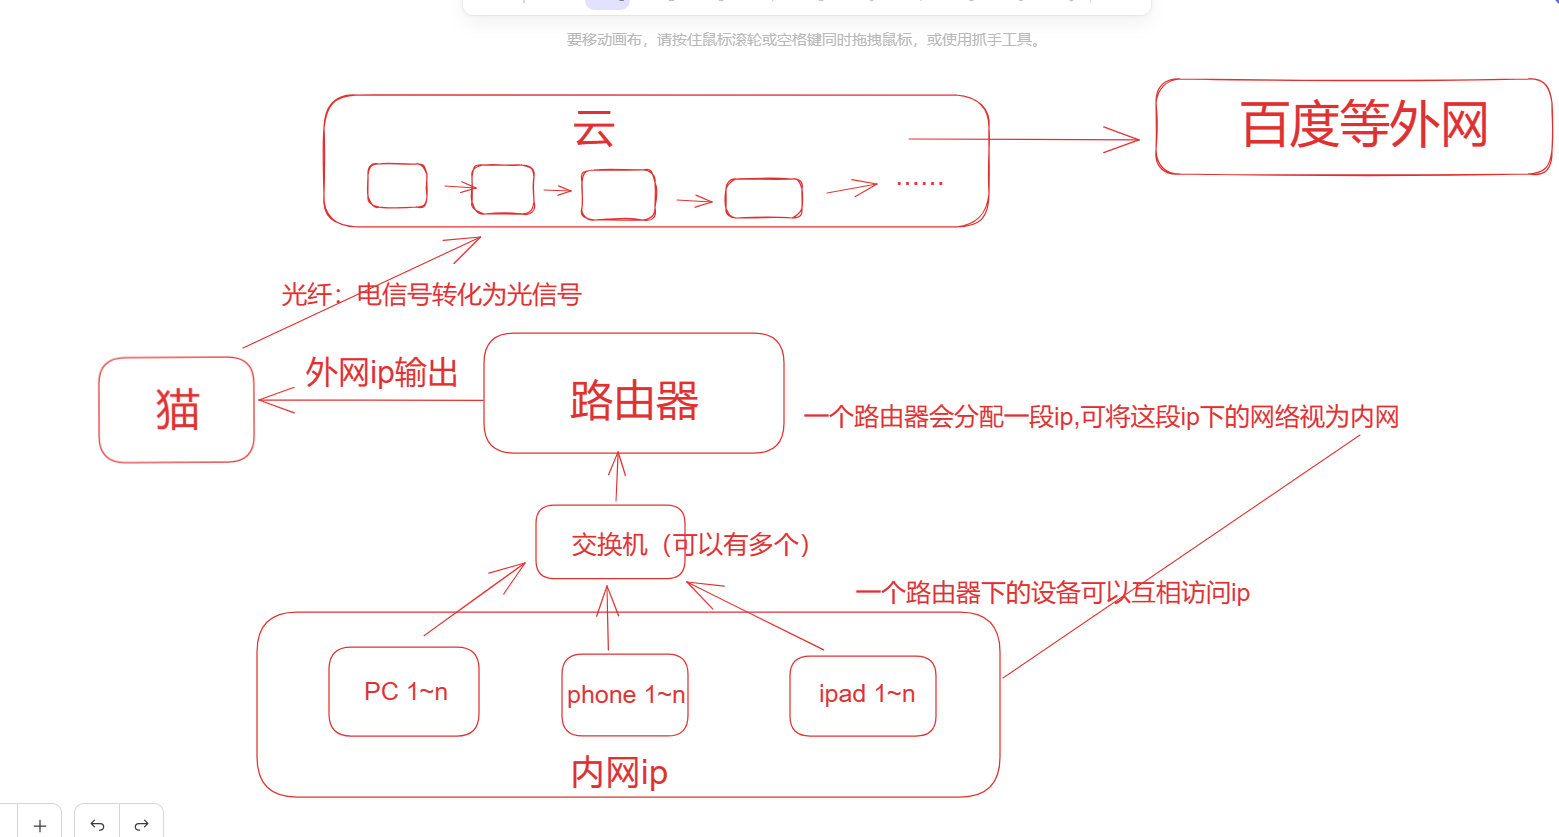 要移动画布，请按住鼠标滚轮或空格键同时拖拽鼠标，或使用抓手工具。
云
百度等外网
......
光纤：电信号转化为光信号
外网ip输出
猫
路由器
一个路由器会分配一段ip,可将这段ip下的网络视为内网
交换机（可以有多个）
一个路由器下的设备可以互相访问ip
PC 1~n
phone 1~n
ipad 1~n
内网ip